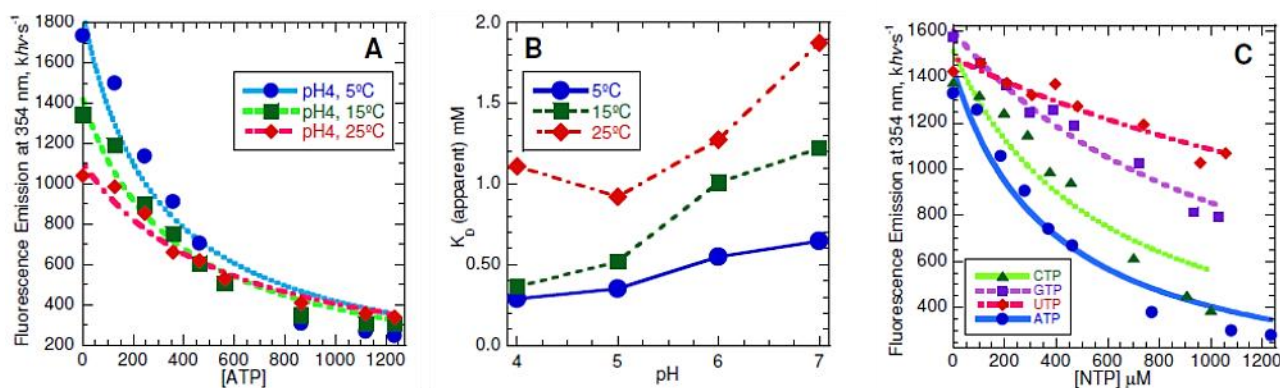 A
Fluorescence Emission at 354 nm, khν·s⁻¹
1800
1600
1400
1200
1000
800
600
400
200
0 200 400 600 800 1000 1200
[ATP]
pH4, 5ºC
pH4, 15ºC
pH4, 25ºC
B
K_D (apparent) mM
2.0
1.5
1.0
0.50
0.0
4 5 6 7
pH
5ºC
15ºC
25ºC
C
Fluorescence Emission at 354 nm, khν·s⁻¹
1600
1400
1200
1000
800
600
400
0 200 400 600 800 1000 1200
[NTP] µM
CTP
GTP
UTP
ATP